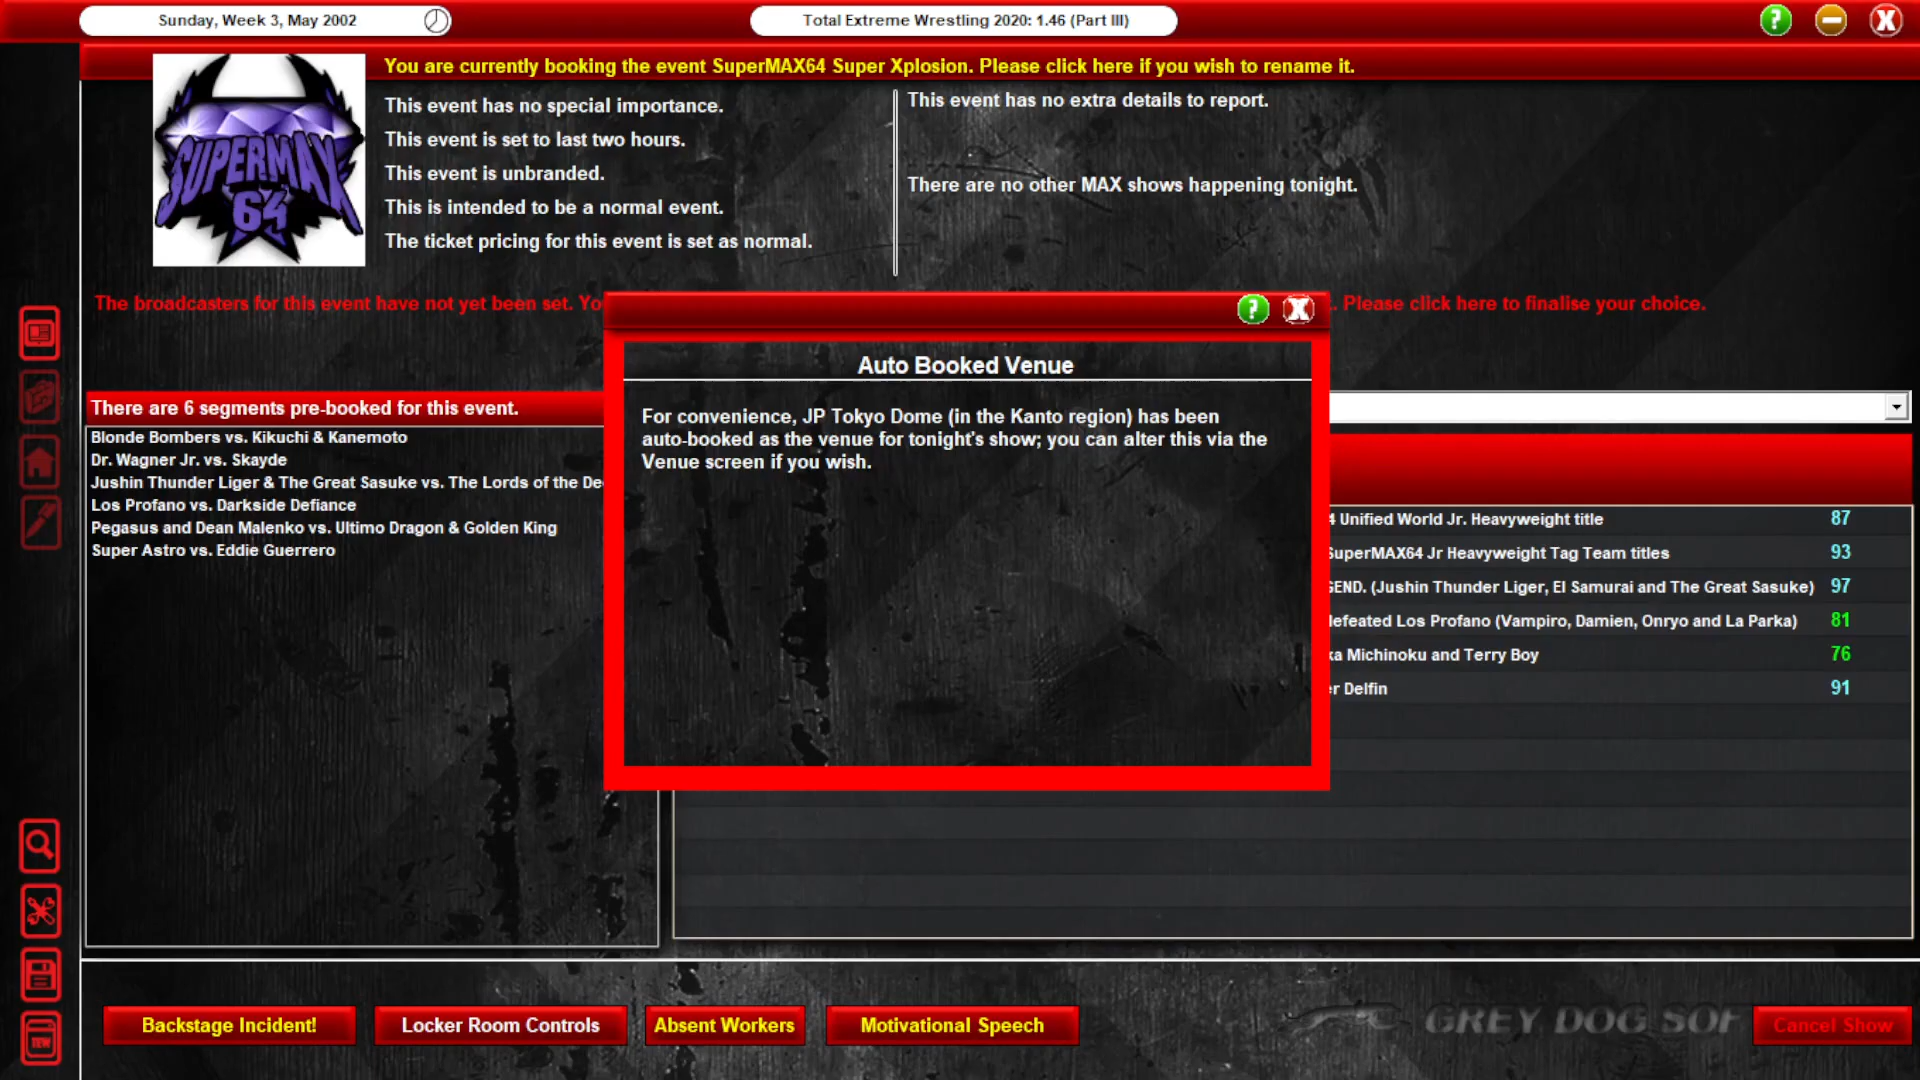 Sunday, Week 3, May 2002
Total Extreme Wrestling 2020: 1.46 (Part III)
You are currently booking the event SuperMAX64 Super Xplosion. Please click here if you wish to rename it.
SUPERMAX
64
This event has no special importance.
This event is set to last two hours.
This event is unbranded.
This is intended to be a normal event.
The ticket pricing for this event is set as normal.
This event has no extra details to report.
There are no other MAX shows happening tonight.
The broadcasters for this event have not yet been set. Yo
. Please click here to finalise your choice.
Auto Booked Venue
For convenience, JP Tokyo Dome (in the Kanto region) has been
auto-booked as the venue for tonight's show; you can alter this via the
Venue screen if you wish.
There are 6 segments pre-booked for this event.
Blonde Bombers vs. Kikuchi & Kanemoto
Dr. Wagner Jr. vs. Skayde
Jushin Thunder Liger & The Great Sasuke vs. The Lords of the De
Los Profano vs. Darkside Defiance
Pegasus and Dean Malenko vs. Ultimo Dragon & Golden King
Super Astro vs. Eddie Guerrero
4 Unified World Jr. Heavyweight title 87
SuperMAX64 Jr Heavyweight Tag Team titles 93
GEND. (Jushin Thunder Liger, El Samurai and The Great Sasuke) 97
defeated Los Profano (Vampiro, Damien, Onryo and La Parka) 81
ka Michinoku and Terry Boy 76
er Delfin 91
Backstage Incident!
Locker Room Controls
Absent Workers
Motivational Speech
GREY DOG SOF
Cancel Show
TEW